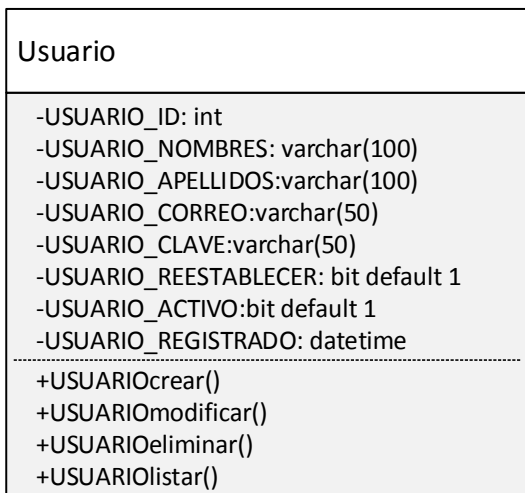 Usuario
-USUARIO_ID: int
-USUARIO_NOMBRES: varchar(100)
-USUARIO_APELLIDOS:varchar(100)
-USUARIO_CORREO:varchar(50)
-USUARIO_CLAVE:varchar(50)
-USUARIO_REESTABLECER: bit default 1
-USUARIO_ACTIVO:bit default 1
-USUARIO_REGISTRADO: datetime
+USUARIOcrear()
+USUARIOmodificar()
+USUARIOeliminar()
+USUARIOlistar()